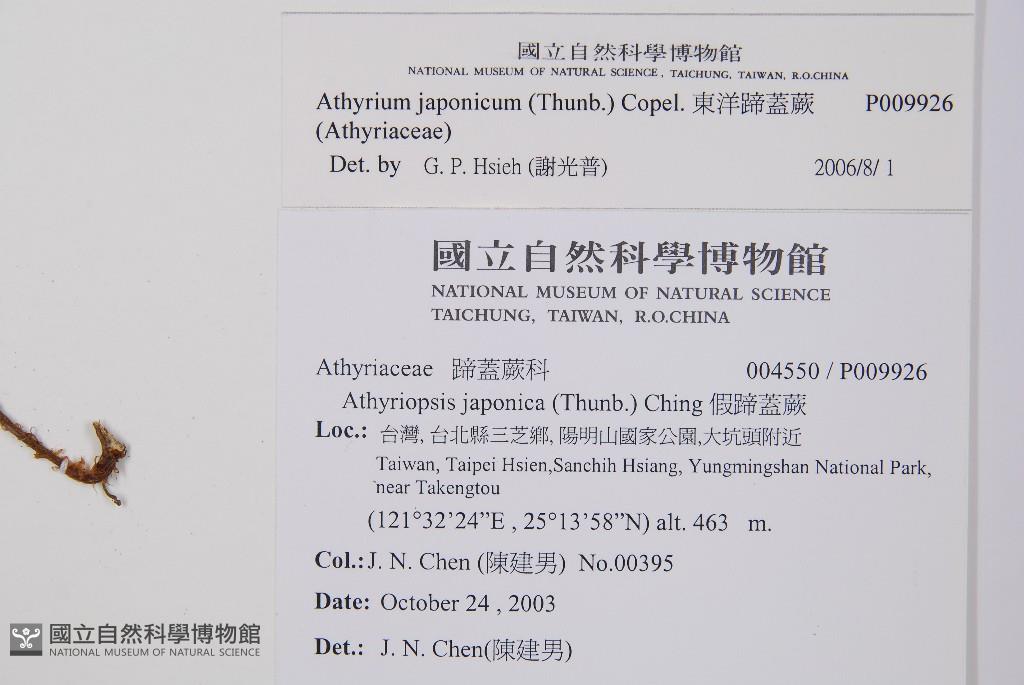 國立自然科學博物館
NATIONAL MUSEUM OF NATURAL SCIENCE, TAICHUNG, TAIWAN, R.O.CHINA
Athyrium japonicum (Thunb.) Copel. 東洋蹄蓋蕨 P009926
(Athyriaceae)
Det. by G. P. Hsieh (謝光普) 2006/8/ 1
國立自然科學博物館
NATIONAL MUSEUM OF NATURAL SCIENCE
TAICHUNG, TAIWAN, R.O.CHINA
Athyriaceae 蹄蓋蕨科 004550 / P009926
Athyriopsis japonica (Thunb.) Ching 假蹄蓋蕨
Loc.: 台灣, 台北縣三芝鄉, 陽明山國家公園,大坑頭附近
Taiwan, Taipei Hsien,Sanchih Hsiang, Yungmingshan National Park,
near Takengtou
(121°32’24”E , 25°13’58”N) alt. 463 m.
Col.: J. N. Chen (陳建男) No.00395
Date: October 24 , 2003
Det.: J. N. Chen(陳建男)
國立自然科學博物館
NATIONAL MUSEUM OF NATURAL SCIENCE